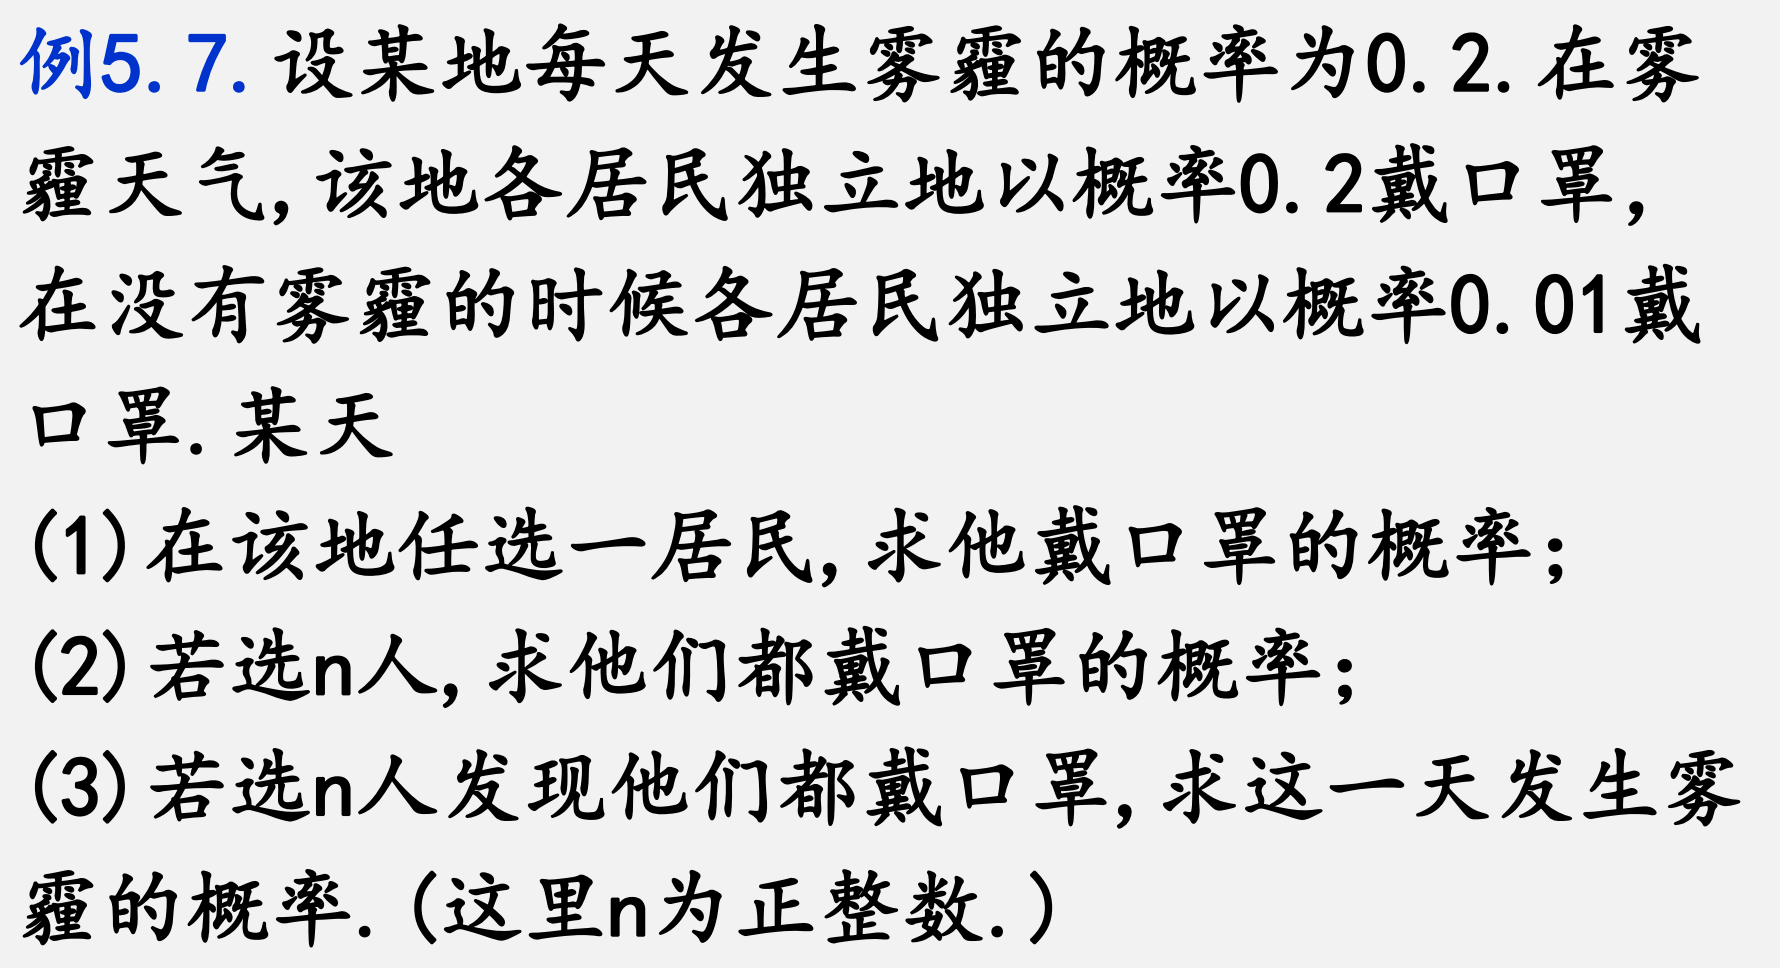 例5.7.设某地每天发生雾霾的概率为0.2.在雾
霾天气,该地各居民独立地以概率0.2戴口罩,
在没有雾霾的时候各居民独立地以概率0.01戴
口罩.某天
(1)在该地任选一居民,求他戴口罩的概率;
(2)若选n人,求他们都戴口罩的概率;
(3)若选n人发现他们都戴口罩,求这一天发生雾
霾的概率.(这里n为正整数.)